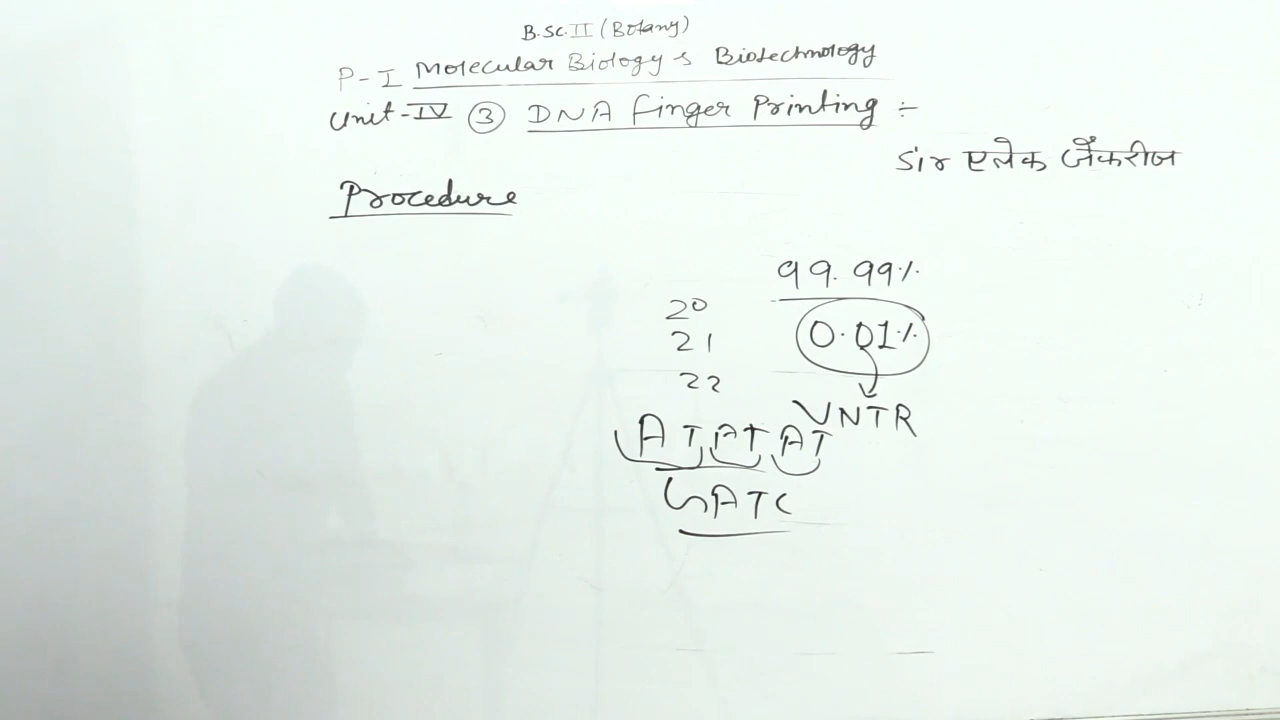 B.Sc.II (Botany)
P-I Molecular Biology & Biotechnology
Unit-IV ③ DNA Finger Printing ÷
Sir एलेक जैंकरीज
Procedure
99.99%
20
0.01%
21
22
VNTR
AT AT AT
GATC